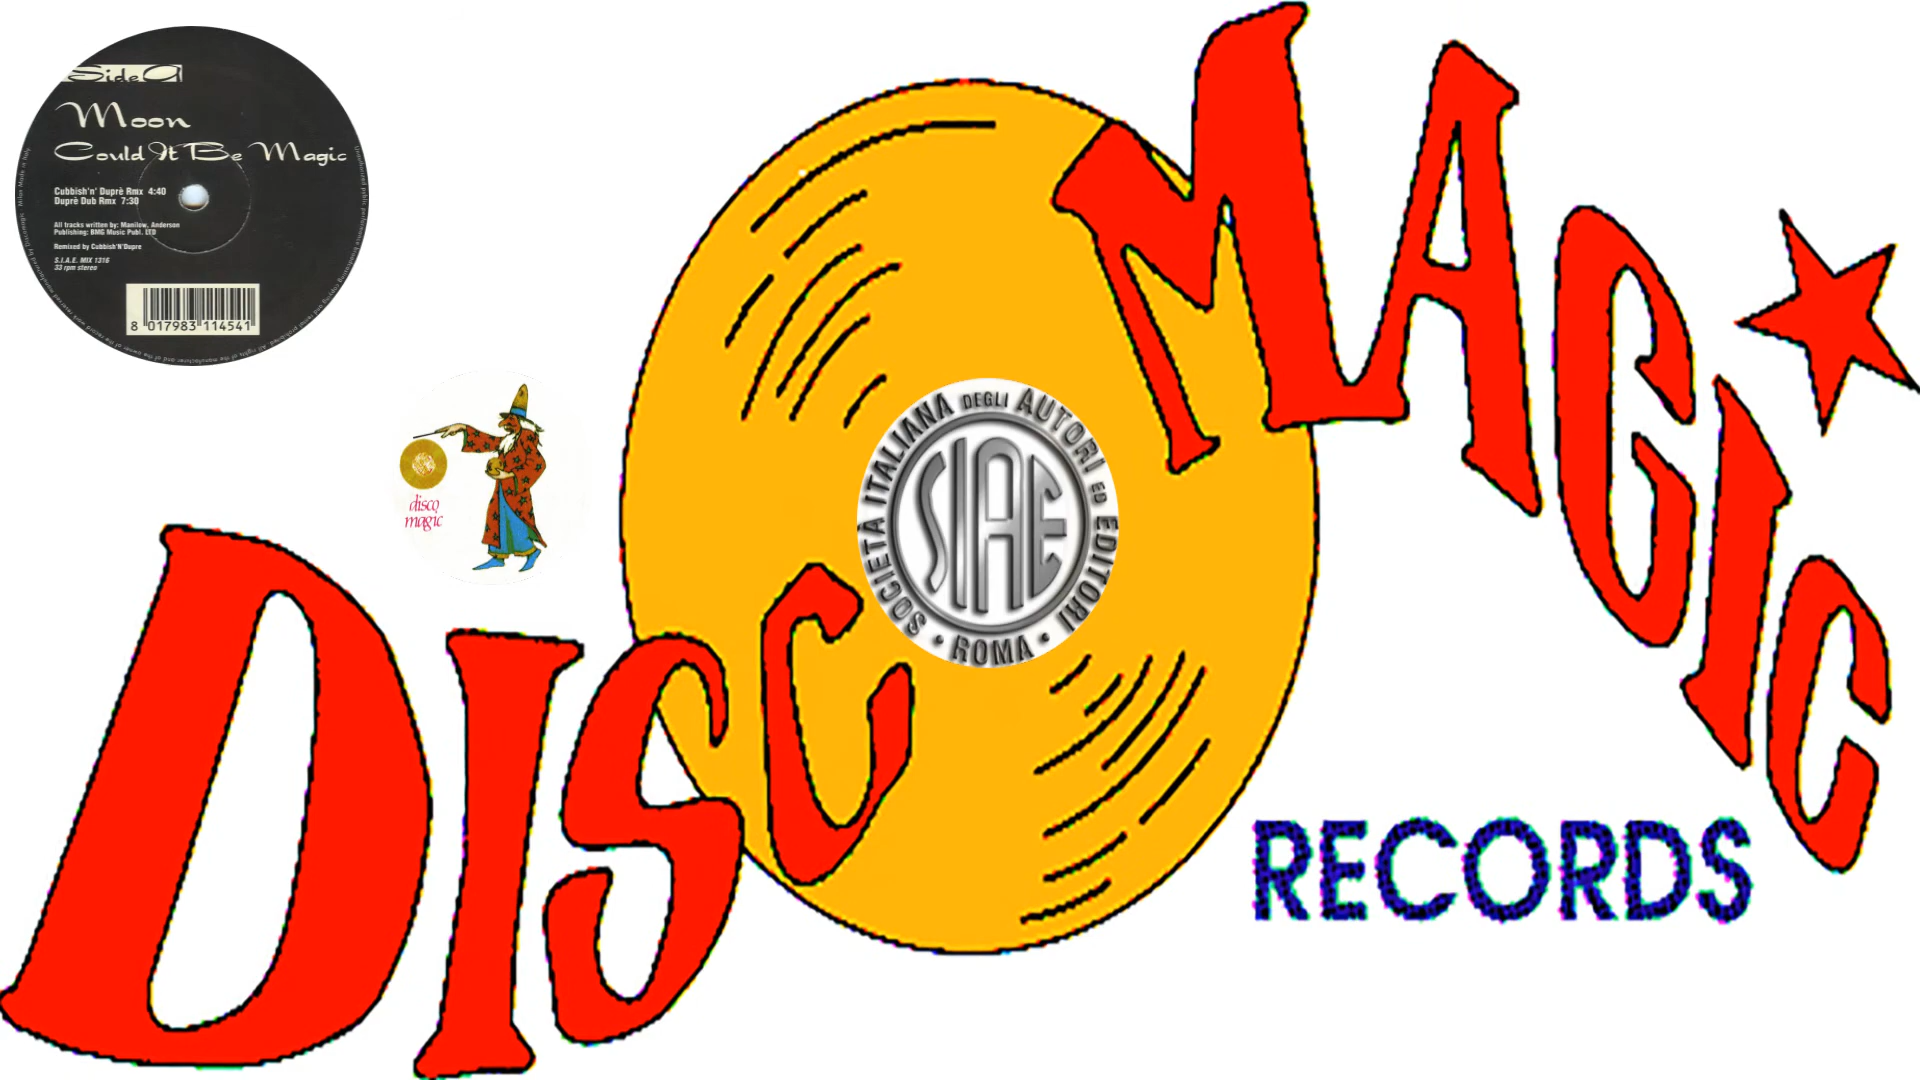 Side A
Moon
Could It Be Magic
Cubbish'n' Duprè Rmx 4:40
Duprè Dub Rmx 7:30
All tracks written by: Manilow, Anderson
Publishing: BMG Music Publ. LTD
Remixed by Cubbish'N'Dupre
S.I.A.E. MIX 1316
33 rpm stereo
8 017983 114541
disco
magic
DISCO MAGIC
SOCIETÀ ITALIANA DEGLI AUTORI ED EDITORI
SIAE
• ROMA •
RECORDS